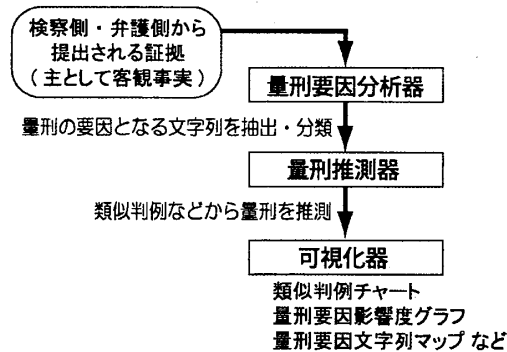 検察側・弁護側から
提出される証拠
（主として客観事実）
量刑要因分析器
量刑の要因となる文字列を抽出・分類
量刑推測器
類似判例などから量刑を推測
可視化器
類似判例チャート
量刑要因影響度グラフ
量刑要因文字列マップ など